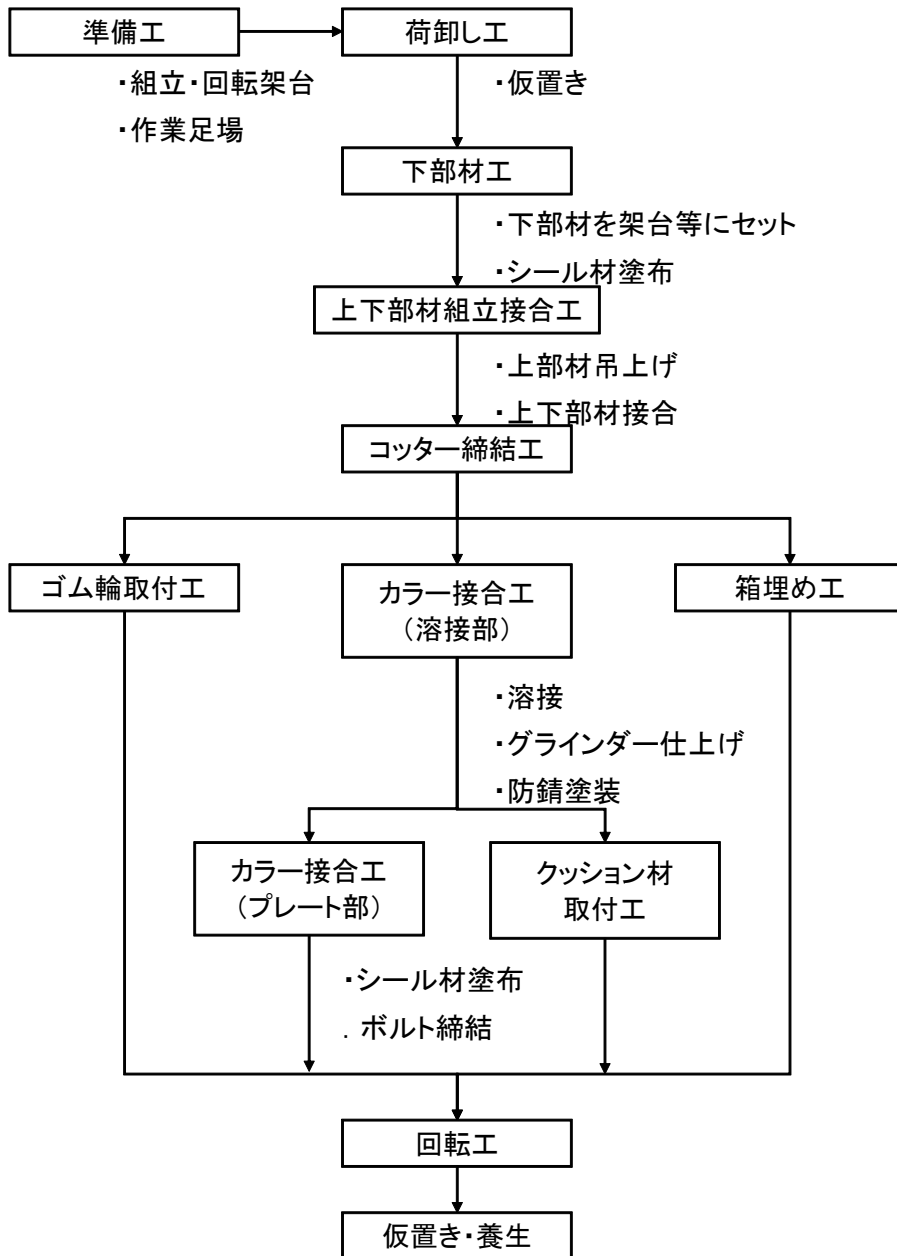 準備工
荷卸し工
・組立・回転架台
・作業足場
・仮置き
下部材工
・下部材を架台等にセット
・シール材塗布
上下部材組立接合工
・上部材吊上げ
・上下部材接合
コッター締結工
ゴム輪取付工
カラー接合工
（溶接部）
箱埋め工
・溶接
・グラインダー仕上げ
・防錆塗装
カラー接合工
（プレート部）
クッション材
取付工
・シール材塗布
. ボルト締結
回転工
仮置き・養生